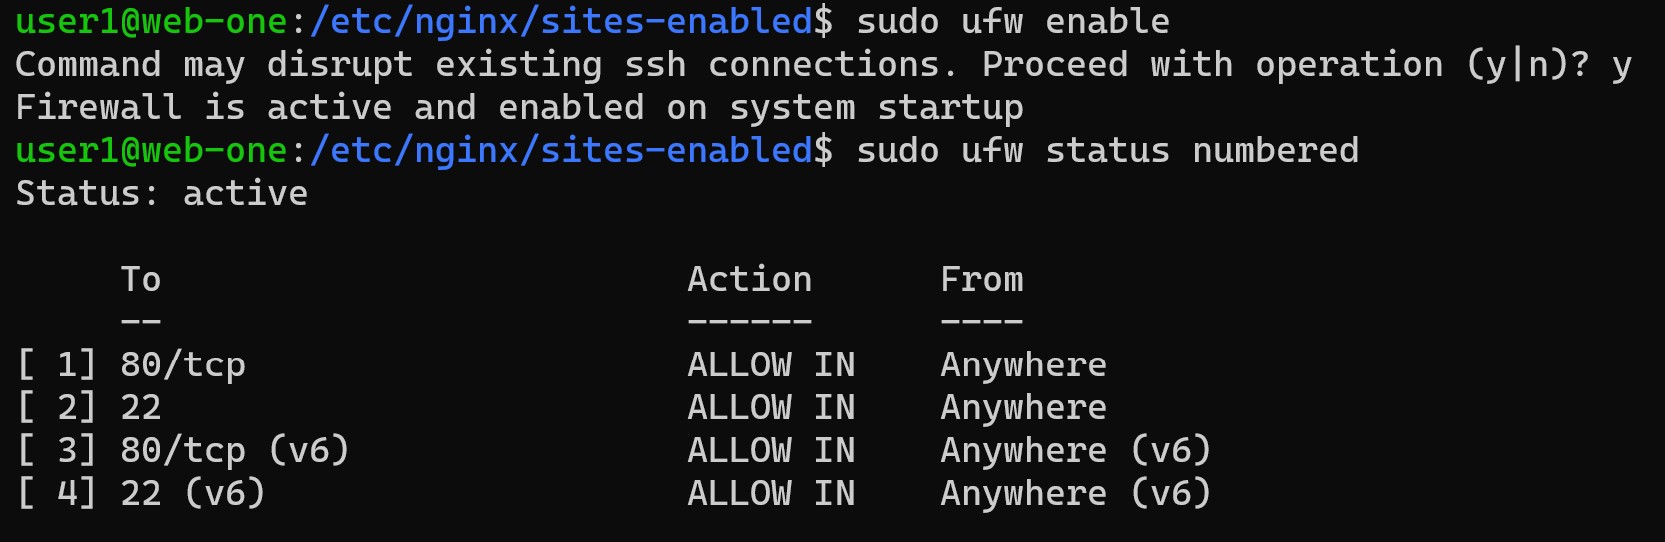 user1@web-one:/etc/nginx/sites-enabled$ sudo ufw enable
Command may disrupt existing ssh connections. Proceed with operation (y|n)? y
Firewall is active and enabled on system startup
user1@web-one:/etc/nginx/sites-enabled$ sudo ufw status numbered
Status: active
To Action From
-- ------ ----
[ 1] 80/tcp ALLOW IN Anywhere
[ 2] 22 ALLOW IN Anywhere
[ 3] 80/tcp (v6) ALLOW IN Anywhere (v6)
[ 4] 22 (v6) ALLOW IN Anywhere (v6)